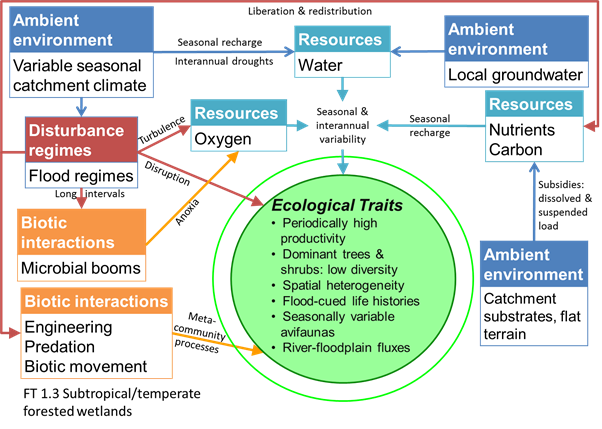 Liberation & redistribution
Ambient
environment
Variable seasonal
catchment climate
Seasonal recharge
Interannual droughts
Resources
Water
Ambient
environment
Local groundwater
Disturbance
regimes
Flood regimes
Turbulence
Resources
Oxygen
Seasonal &
interannual
variability
Seasonal
recharge
Resources
Nutrients
Carbon
Disruption
Long intervals
Anoxia
Biotic
interactions
Microbial booms
Ecological Traits
• Periodically high
productivity
• Dominant trees &
shrubs: low diversity
• Spatial heterogeneity
• Flood-cued life histories
• Seasonally variable
avifaunas
• River-floodplain fluxes
Subsidies:
dissolved &
suspended
load
Ambient
environment
Catchment
substrates, flat
terrain
Biotic interactions
Engineering
Predation
Biotic movement
Meta-
community
processes
FT 1.3 Subtropical/temperate
forested wetlands